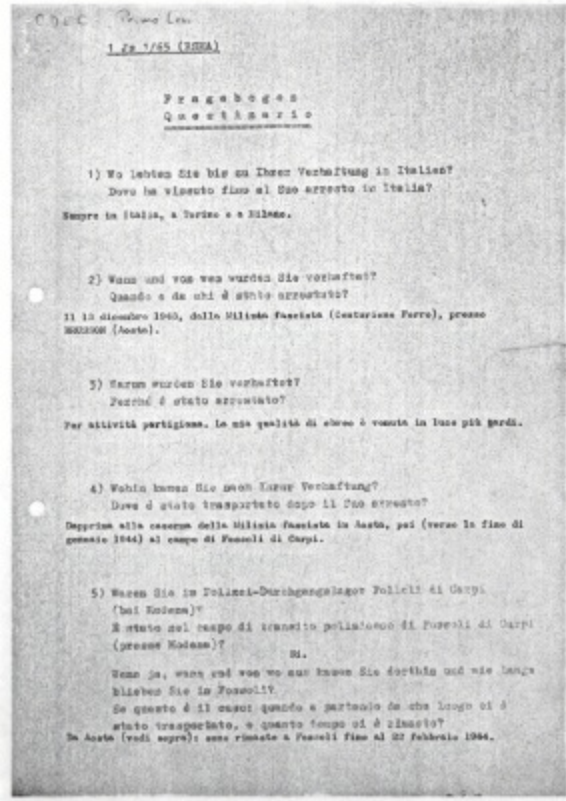 CDEC Primo Levi
1 Js 1/65 (RSHA)
Fragebogen
Questinario
1) Wo lebten Sie bis zu Ihrer Verhaftung in Italien?
Dove ha vissuto fino al Suo arresto in Italia?
Sempre in Italia, a Torino e a Milano.
2) Wann und von wem wurden Sie verhaftet?
Quando e da chi è stato arrestato?
Il 13 dicembre 1943, dalla Milizia fascista (Centurione Ferro), presso
BRUSSON (Aosta).
3) Warum wurden Sie verhaftet?
Perché è stato arrestato?
Per attività partigiana. La mia qualità di ebreo è venuta in luce più tardi.
4) Wohin kamen Sie nach Ihrer Verhaftung?
Dove è stato trasportato dopo il Suo arresto?
Dapprima alla caserma della Milizia fascista in Aosta, poi (verso la fine di
gennaio 1944) al campo di Fossoli di Carpi.
5) Waren Sie im Polizei-Durchgangslager Fossoli di Carpi
(bei Modena)?
È stato nel campo di transito poliziesco di Fossoli di Carpi
(presso Modena)?
Si.
Wenn ja, wann und von wo aus kamen Sie dorthin und wie lange
blieben Sie in Fossoli?
Se questo è il caso: quando e partendo da che luogo ci è
stato trasportato, e quanto tempo ci è rimasto?
Da Aosta (vedi sopra): sono rimasto a Fossoli fino al 22 febbraio 1944.